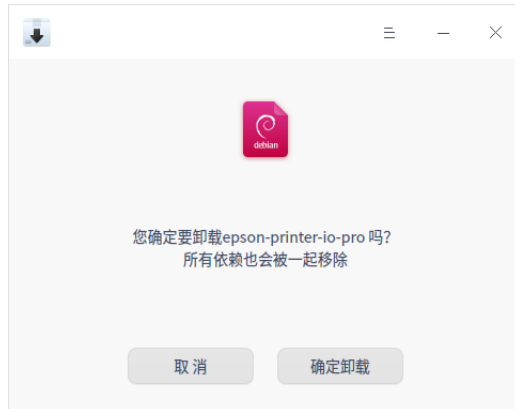 debian
您确定要卸载epson-printer-io-pro 吗?
所有依赖也会被一起移除
取 消
确定卸载